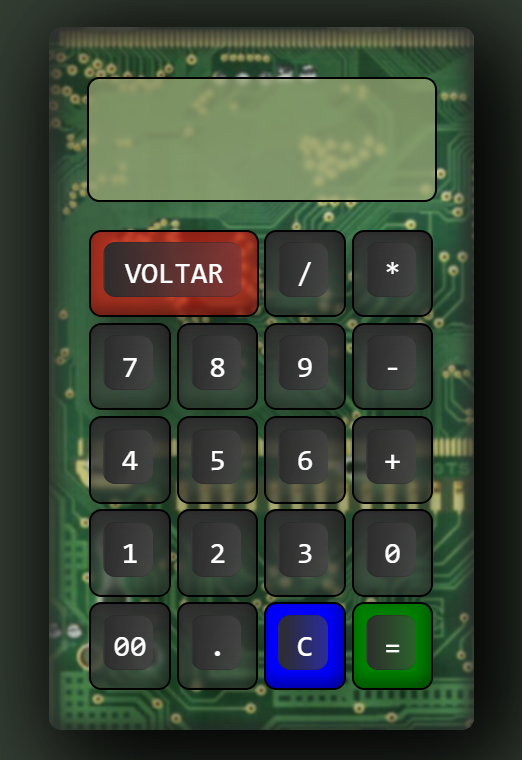 VOLTAR / *
7 8 9 -
4 5 6 +
1 2 3 0
00 . C =